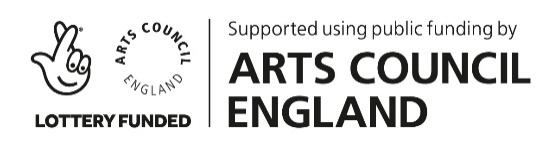 ARTS COUNCIL
ENGLAND
LOTTERY FUNDED
Supported using public funding by
ARTS COUNCIL
ENGLAND